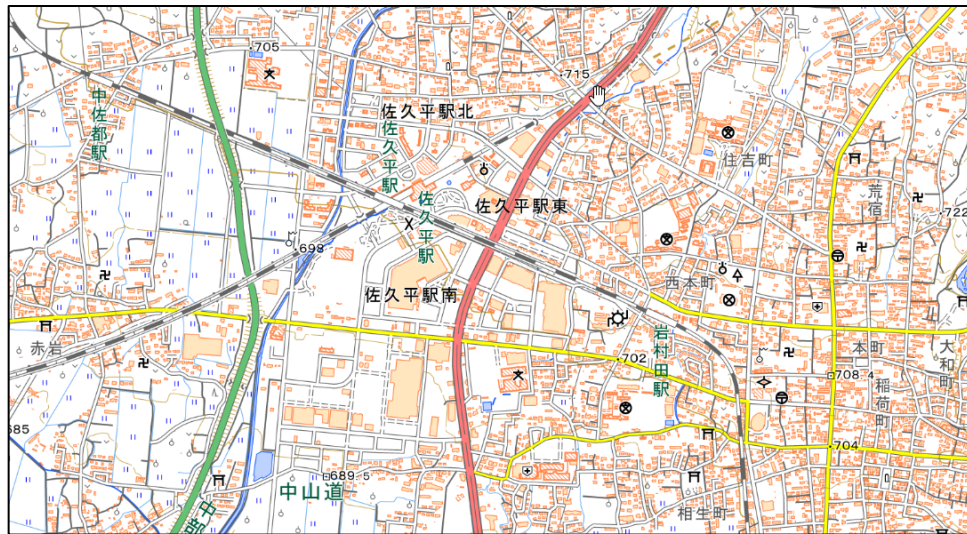 705
715
中佐都駅
佐久平駅北
佐久平駅
住吉町
荒宿
722
佐久平駅
佐久平駅東
693
西本町
佐久平駅南
赤岩
岩村田駅
702
本町
大和町
708.4
稲荷町
685
704
689.5
中山道
中部
相生町